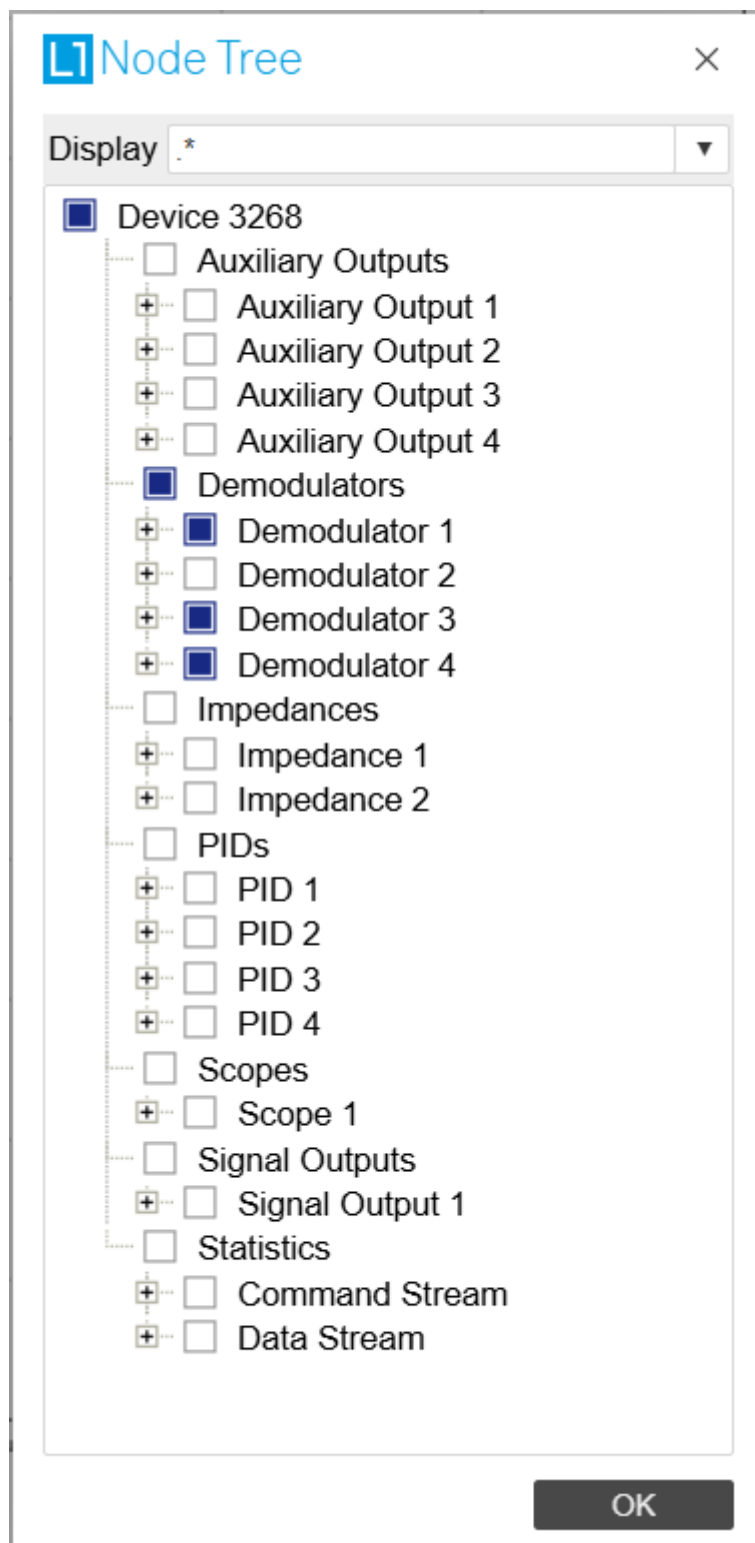 L1 Node Tree
Display .*
Device 3268
Auxiliary Outputs
Auxiliary Output 1
Auxiliary Output 2
Auxiliary Output 3
Auxiliary Output 4
Demodulators
Demodulator 1
Demodulator 2
Demodulator 3
Demodulator 4
Impedances
Impedance 1
Impedance 2
PIDs
PID 1
PID 2
PID 3
PID 4
Scopes
Scope 1
Signal Outputs
Signal Output 1
Statistics
Command Stream
Data Stream
OK